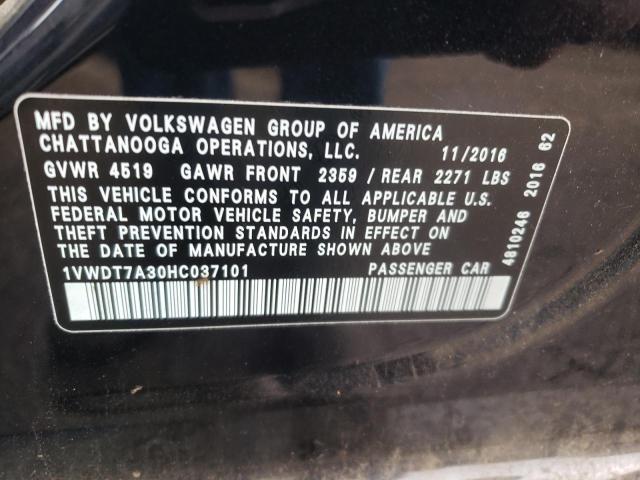 MFD BY VOLKSWAGEN GROUP OF AMERICA
CHATTANOOGA OPERATIONS, LLC. 11/2016
GVWR 4519 GAWR FRONT 2359 / REAR 2271 LBS
THIS VEHICLE CONFORMS TO ALL APPLICABLE U.S.
FEDERAL MOTOR VEHICLE SAFETY, BUMPER AND
THEFT PREVENTION STANDARDS IN EFFECT ON
THE DATE OF MANUFACTURE SHOWN ABOVE
1VWDT7A30HC037101 PASSENGER CAR
4810246 2016 62